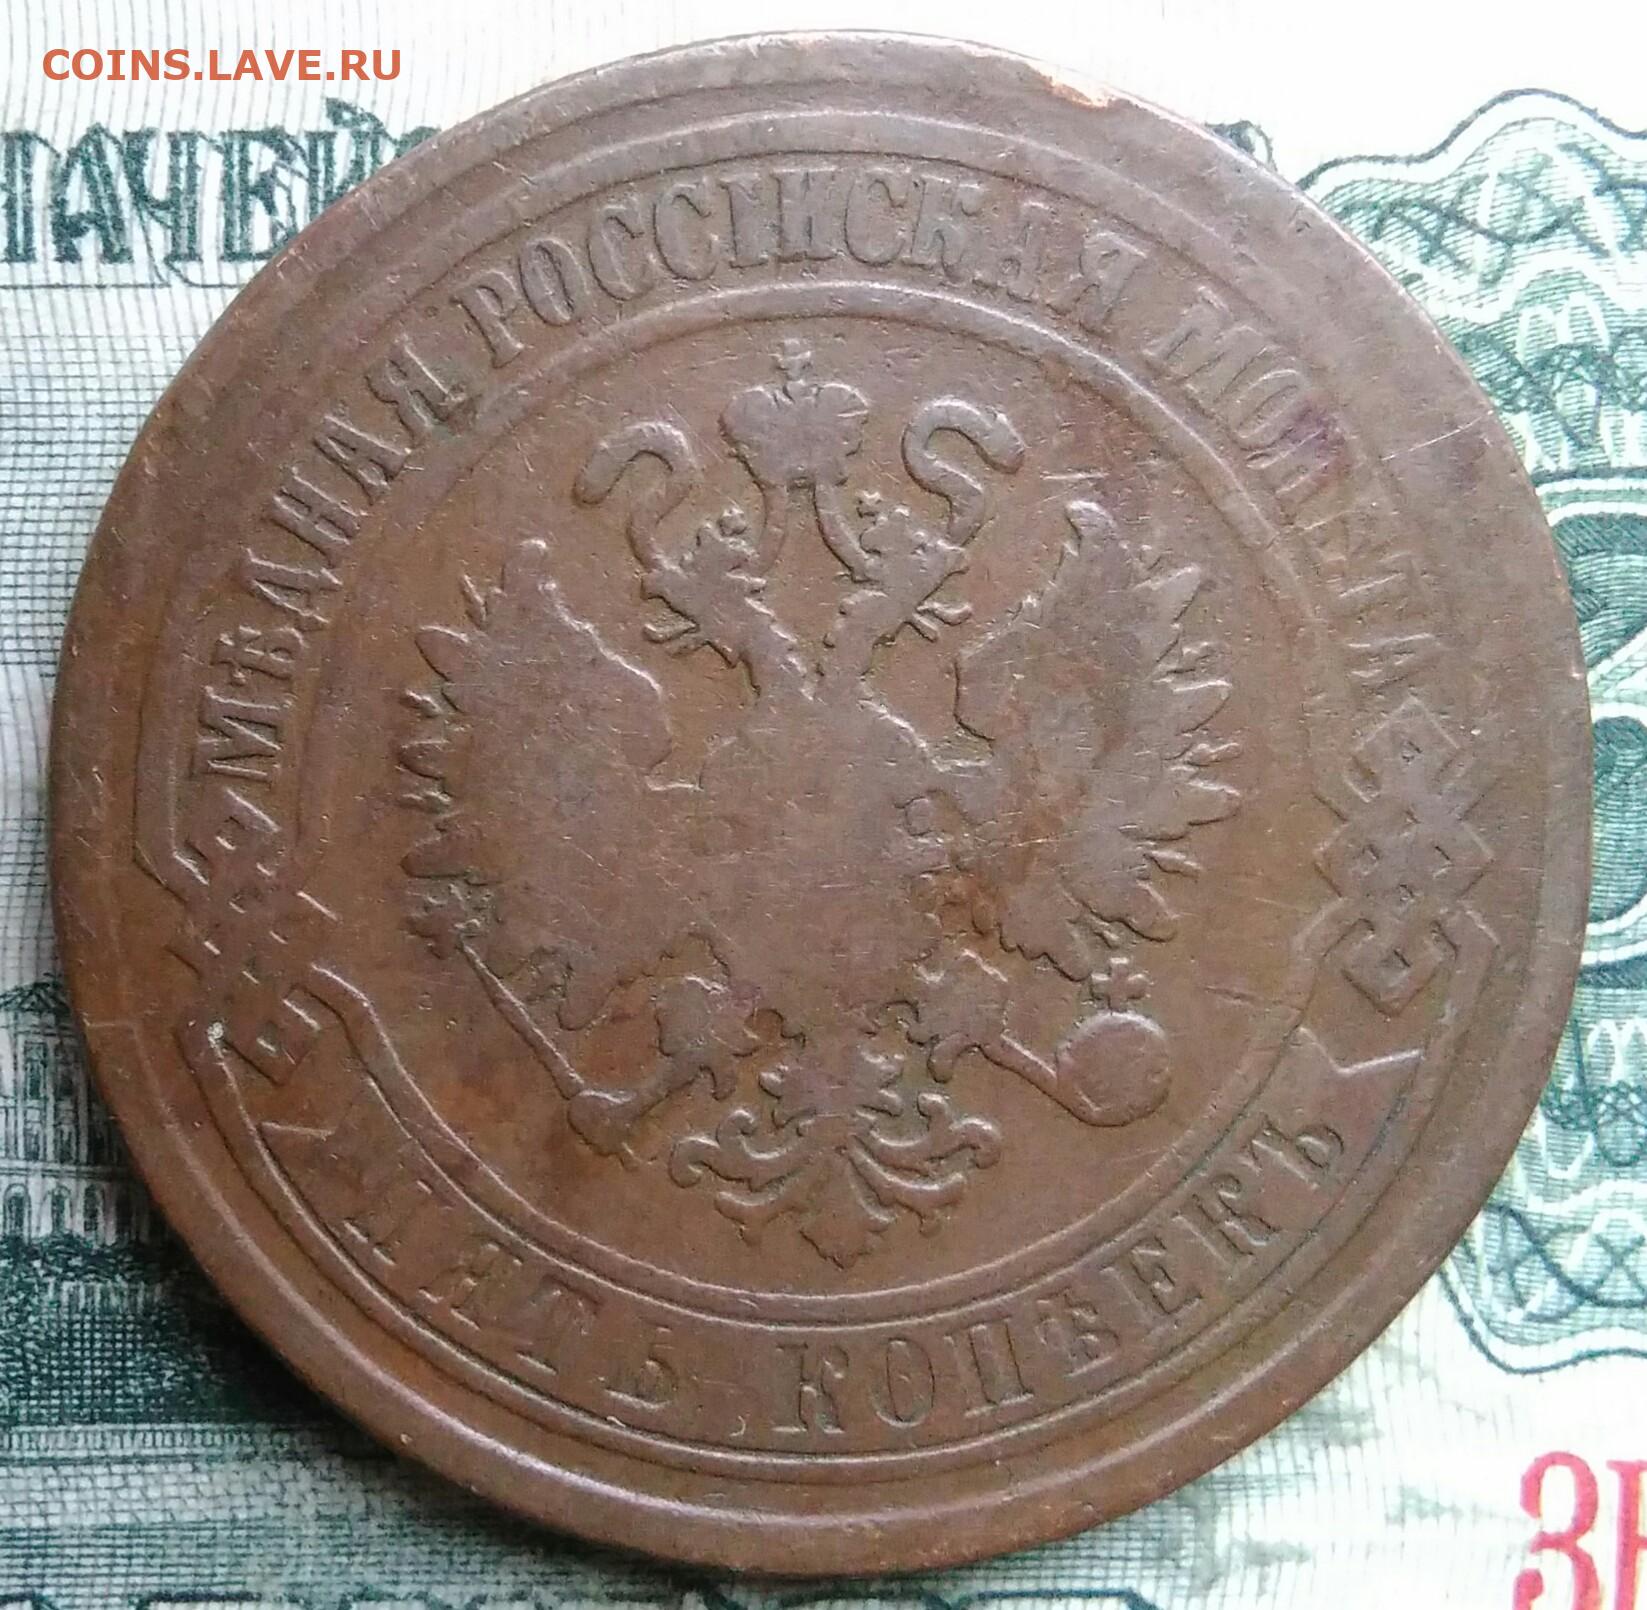 COINS.LAVE.RU
МѢДНАЯ РОССІЙСКАЯ МОНЕТА
ПЯТЬ КОПѢЕКЪ